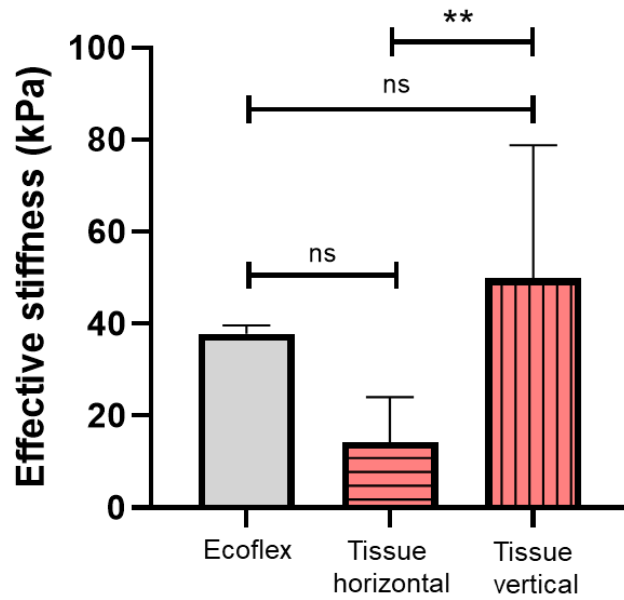 **
100
ns
80
60
ns
40
20
0
Effective stiffness (kPa)
Ecoflex
Tissue
horizontal
Tissue
vertical